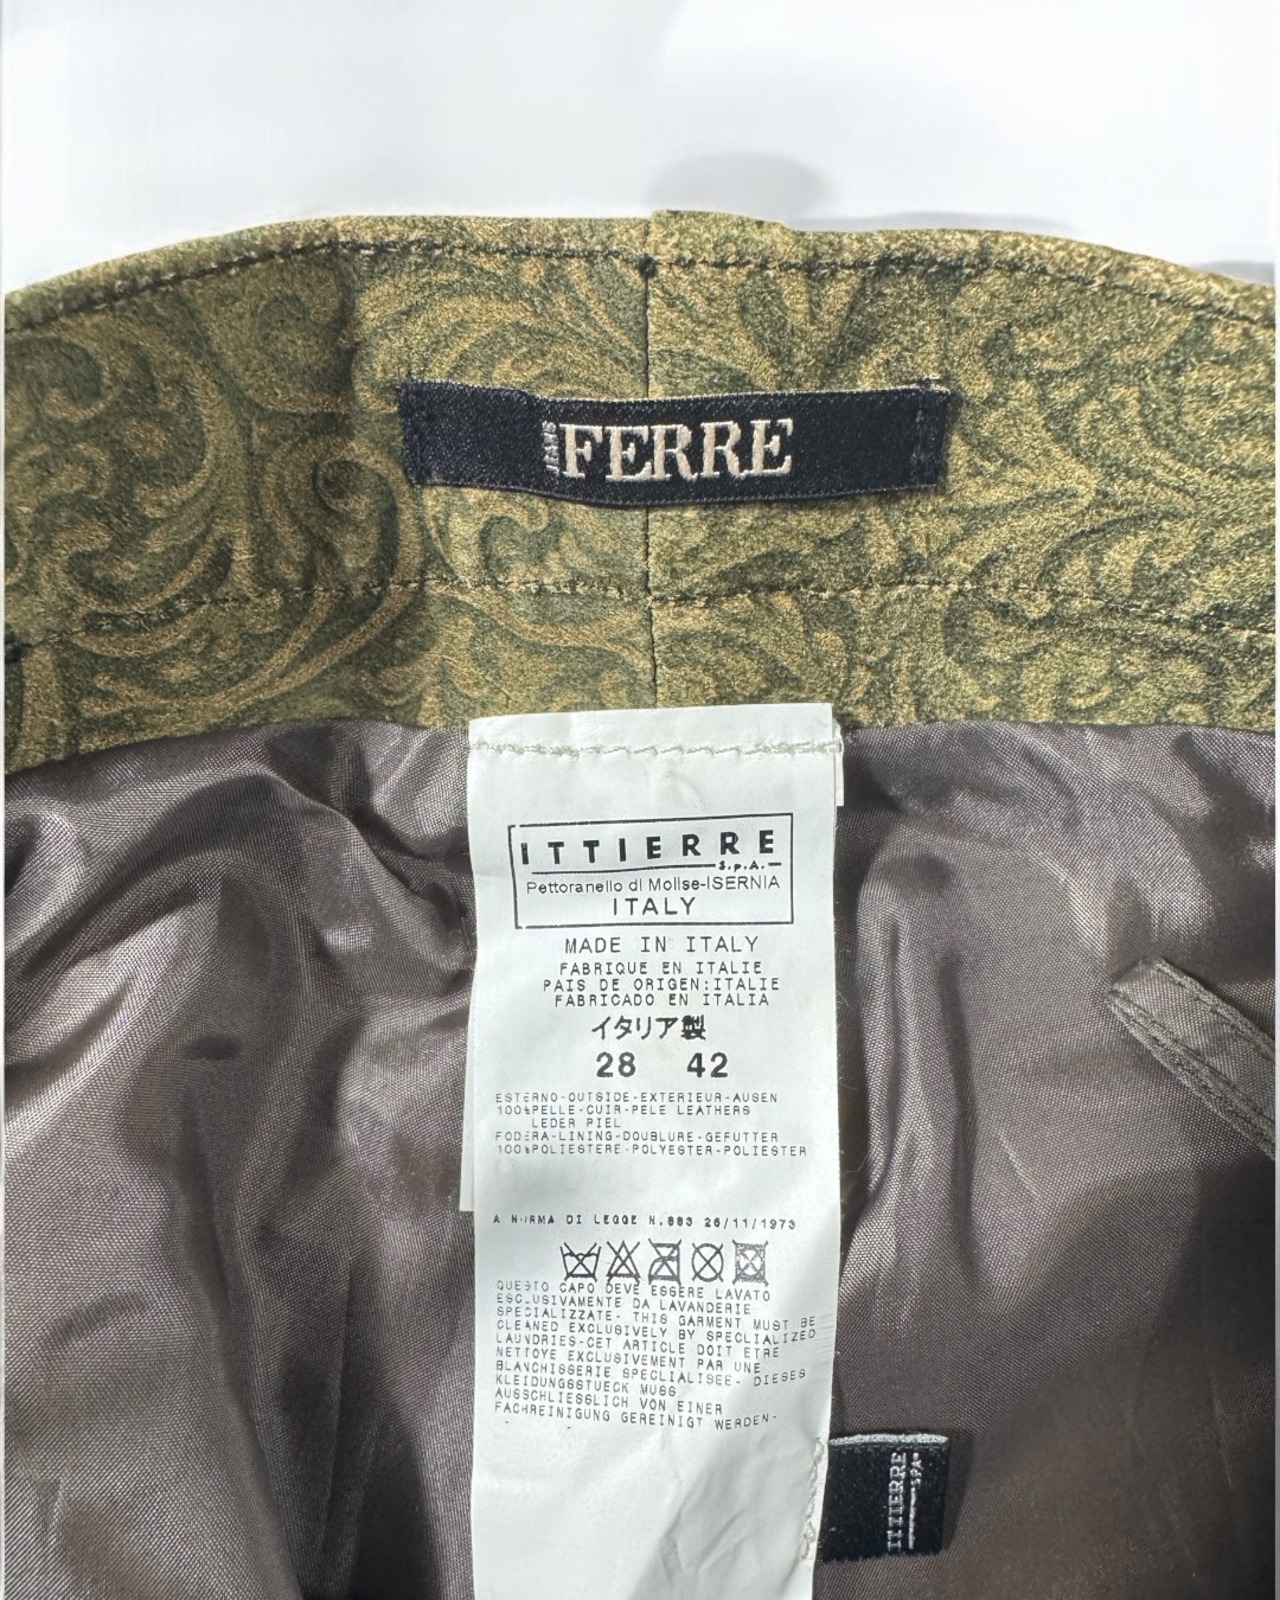 JEANS
FERRE
ITTIERRE
S.p.A.
Pettoranello di Molise-ISERNIA
ITALY
MADE IN ITALY
FABRIQUE EN ITALIE
PAIS DE ORIGEN:ITALIE
FABRICADO EN ITALIA
イタリア製
28 42
ESTERNO-OUTSIDE-EXTERIEUR-AUSEN
100%PELLE-CUIR-PELE LEATHERS
LEDER PIEL
FODERA-LINING-DOUBLURE-GEFUTTER
100%POLIESTERE-POLYESTER-POLIESTER
A NORMA DI LEGGE N.883 26/11/1973
QUESTO CAPO DEVE ESSERE LAVATO
ESCLUSIVAMENTE DA LAVANDERIE
SPECIALIZZATE- THIS GARMENT MUST BE
CLEANED EXCLUSIVELY BY SPECLIALIZED
LAUNDRIES-CET ARTICLE DOIT ETRE
NETTOYE EXCLUSIVEMENT PAR UNE
BLANCHISSERIE SPECLIALISEE- DIESES
KLEIDUNGSSTUECK MUSS
AUSSCHLIESSLICH VON EINER
FACHREINIGUNG GEREINIGT WERDEN-
ITTIERRE
SPA